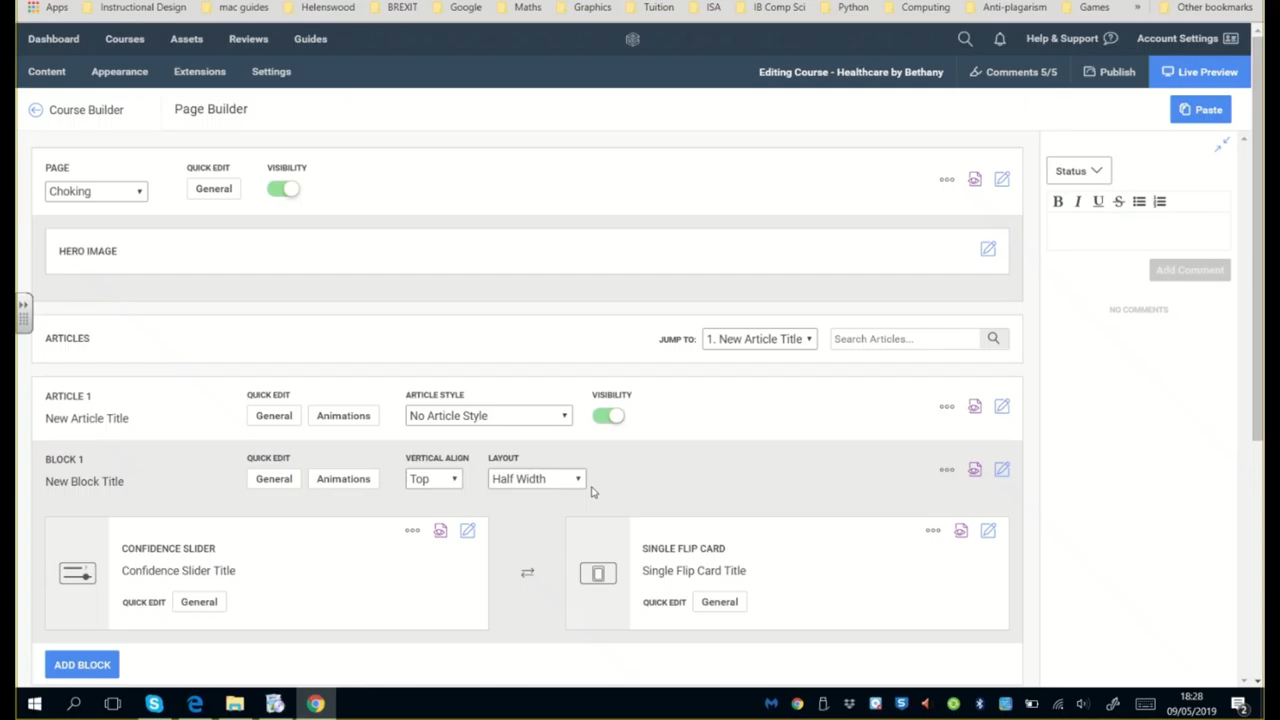 Apps Instructional Design mac guides Helenswood BREXIT Google Maths Graphics Tuition ISA IB Comp Sci Python Computing Anti-plagarism Games » Other bookmarks
Dashboard Courses Assets Reviews Guides Help & Support Account Settings
Content Appearance Extensions Settings Editing Course - Healthcare by Bethany Comments 5/5 Publish Live Preview
Course Builder Page Builder Paste
PAGE QUICK EDIT VISIBILITY
Choking General
Status
B I U S
HERO IMAGE
Add Comment
NO COMMENTS
ARTICLES JUMP TO: 1. New Article Title Search Articles...
ARTICLE 1 QUICK EDIT ARTICLE STYLE VISIBILITY
New Article Title General Animations No Article Style
BLOCK 1 QUICK EDIT VERTICAL ALIGN LAYOUT
New Block Title General Animations Top Half Width
CONFIDENCE SLIDER SINGLE FLIP CARD
Confidence Slider Title Single Flip Card Title
QUICK EDIT General QUICK EDIT General
ADD BLOCK
18:28
09/05/2019
2